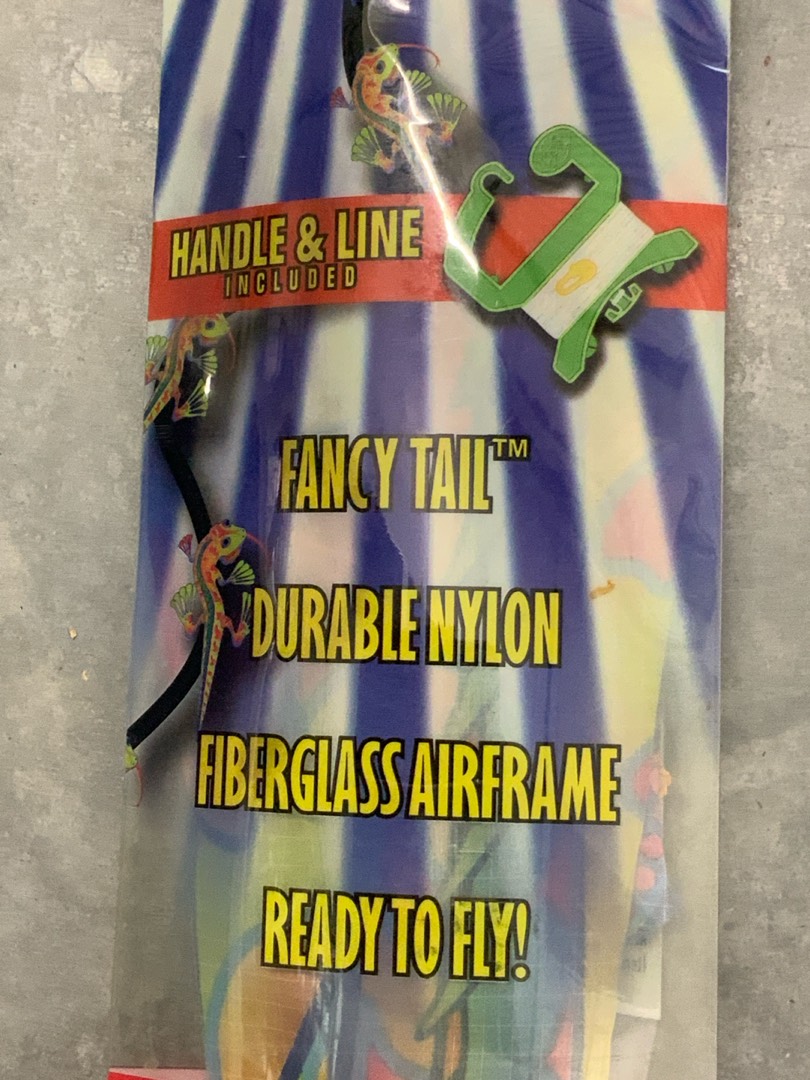 HANDLE & LINE
INCLUDED
FANCY TAIL™
DURABLE NYLON
FIBERGLASS AIRFRAME
READY TO FLY!